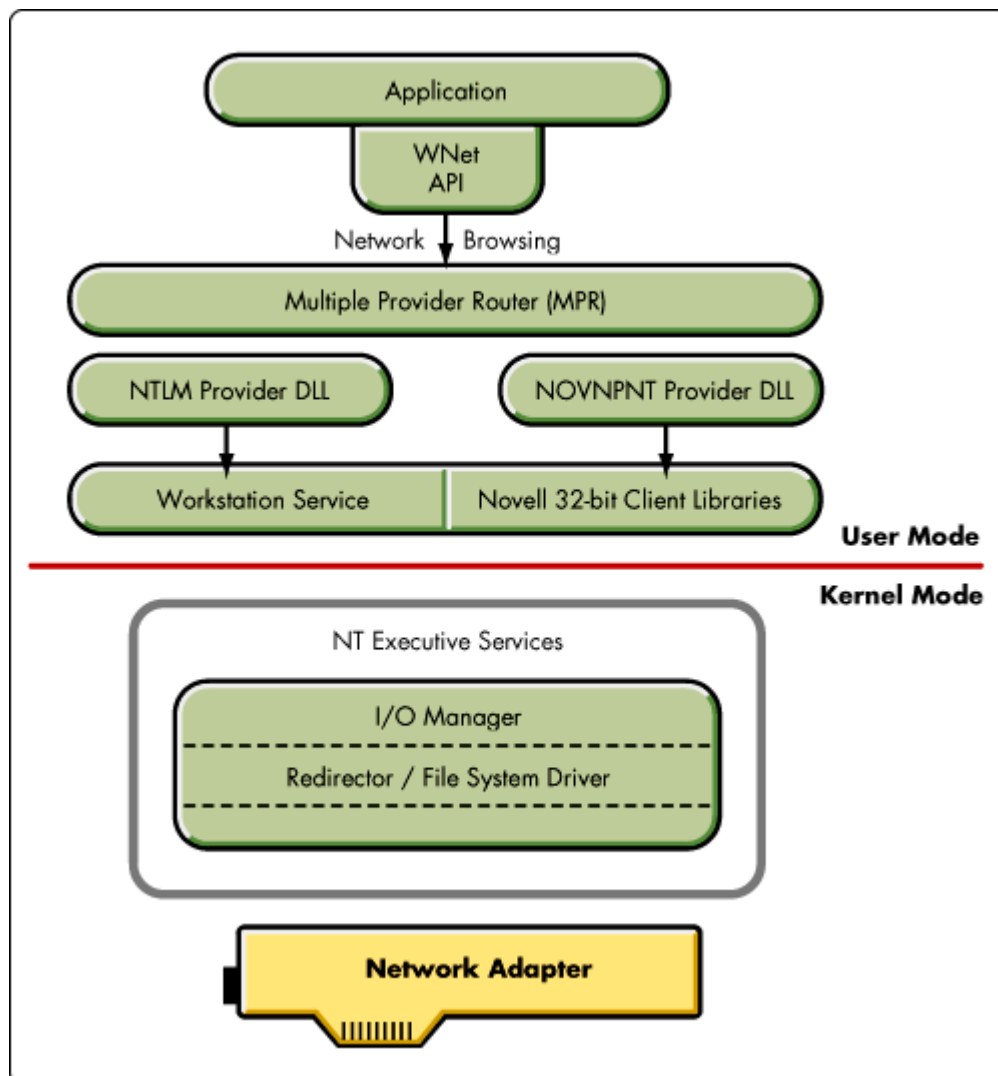 Application
WNet
API
Network Browsing
Multiple Provider Router (MPR)
NTLM Provider DLL
NOVNPNT Provider DLL
Workstation Service
Novell 32-bit Client Libraries
User Mode
Kernel Mode
NT Executive Services
I/O Manager
Redirector / File System Driver
Network Adapter